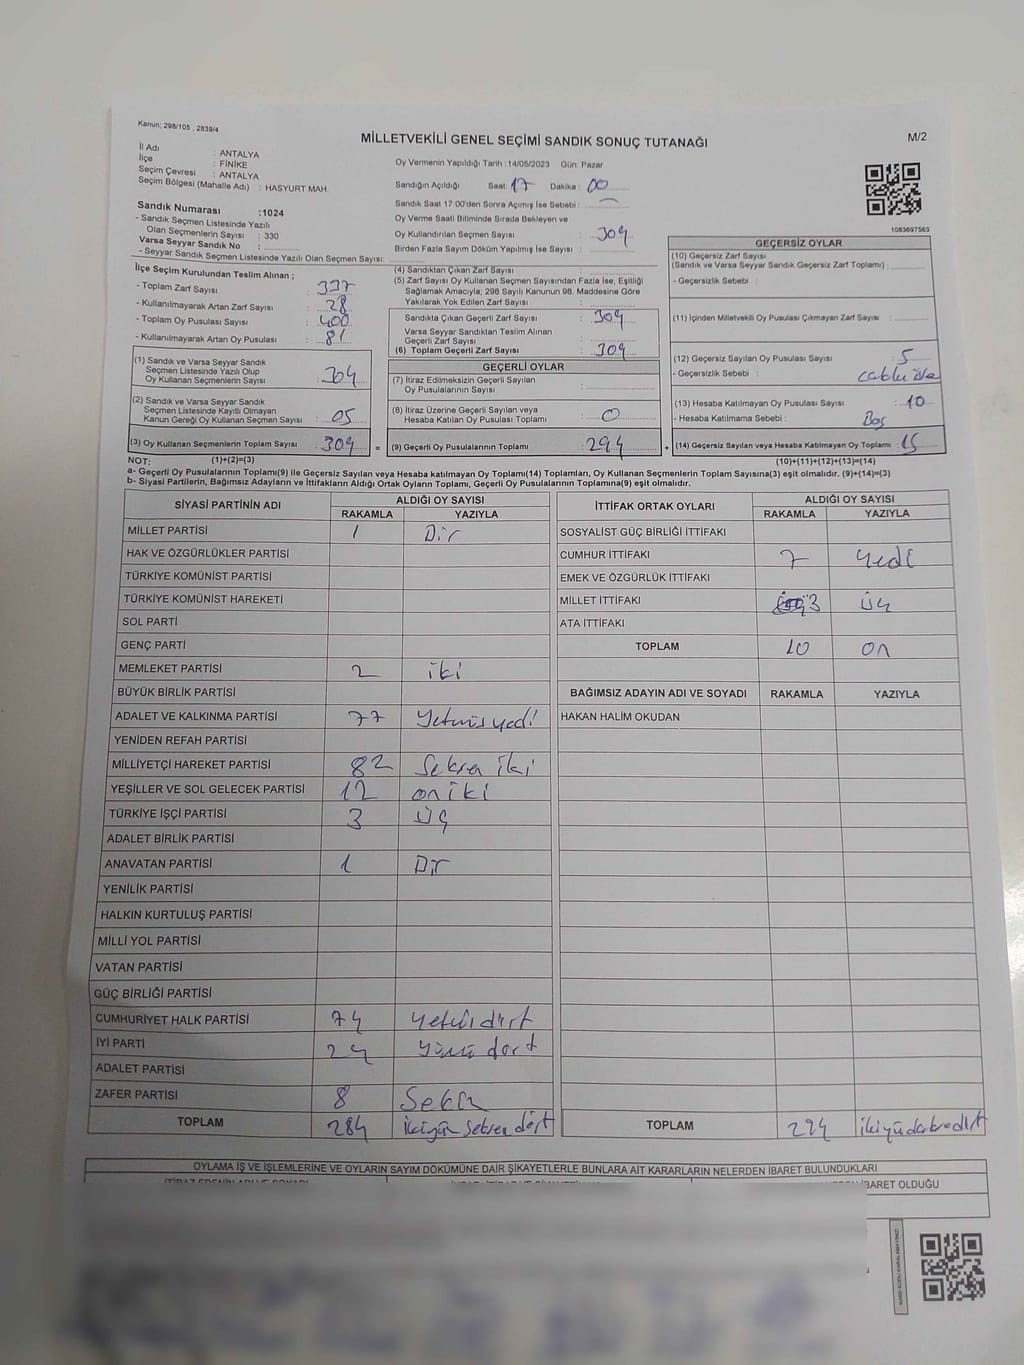 Kanun; 298/105 , 2839/4
MİLLETVEKİLİ GENEL SEÇİMİ SANDIK SONUÇ TUTANAĞI
M/2
İl Adı : ANTALYA
İlçe : FİNİKE
Seçim Çevresi : ANTALYA
Seçim Bölgesi (Mahalle Adı) : HASYURT MAH.
Oy Vermenin Yapıldığı Tarih :14/05/2023 Gün: Pazar
Sandığın Açıldığı Saat: 17 Dakika: 00
Sandık Saat 17:00'den Sonra Açılmış İse Sebebi :
Oy Verme Saati Bitiminde Sırada Bekleyen ve
Oy Kullandırılan Seçmen Sayısı : 309
Birden Fazla Sayım Döküm Yapılmış İse Sayısı :
1083697563
Sandık Numarası :1024
- Sandık Seçmen Listesinde Yazılı
Olan Seçmenlerin Sayısı : 330
Varsa Seyyar Sandık No :
- Seyyar Sandık Seçmen Listesinde Yazılı Olan Seçmen Sayısı:
İlçe Seçim Kurulundan Teslim Alınan ;
- Toplam Zarf Sayısı : 337
- Kullanılmayarak Artan Zarf Sayısı : 28
- Toplam Oy Pusulası Sayısı : 400
- Kullanılmayarak Artan Oy Pusulası : 81
(1) Sandık ve Varsa Seyyar Sandık
Seçmen Listesinde Yazılı Olup
Oy Kullanan Seçmenlerin Sayısı : 304
(2) Sandık ve Varsa Seyyar Sandık
Seçmen Listesinde Kayıtlı Olmayan
Kanun Gereği Oy Kullanan Seçmen Sayısı : 05
(3) Oy Kullanan Seçmenlerin Toplam Sayısı : 309 =
(4) Sandıktan Çıkan Zarf Sayısı :
(5) Zarf Sayısı Oy Kullanan Seçmen Sayısından Fazla İse, Eşitliği
Sağlamak Amacıyla; 298 Sayılı Kanunun 98. Maddesine Göre
Yakılarak Yok Edilen Zarf Sayısı :
Sandıkta Çıkan Geçerli Zarf Sayısı : 309
Varsa Seyyar Sandıktan Teslim Alınan
Geçerli Zarf Sayısı :
(6) Toplam Geçerli Zarf Sayısı : 309
GEÇERLİ OYLAR
(7) İtiraz Edilmeksizin Geçerli Sayılan
Oy Pusulasının Sayısı :
(8) İtiraz Üzerine Geçerli Sayılan veya
Hesaba Katılan Oy Pusulası Toplamı : 0
(9) Geçerli Oy Pusulalarının Toplamı : 294 +
GEÇERSİZ OYLAR
(10) Geçersiz Zarf Sayısı
(Sandık ve Varsa Seyyar Sandık Geçersiz Zarf Toplamı) :
- Geçersizlik Sebebi :
(11) İçinden Milletvekili Oy Pusulası Çıkmayan Zarf Sayısı :
(12) Geçersiz Sayılan Oy Pusulası Sayısı : 5
- Geçersizlik Sebebi :
(13) Hesaba Katılmayan Oy Pusulası Sayısı : 10
- Hesaba Katılmama Sebebi : Boş
(14) Geçersiz Sayılan veya Hesaba Katılmayan Oy Toplamı : 15
NOT: (1)+(2)=(3) (10)+(11)+(12)+(13)=(14)
a- Geçerli Oy Pusulalarının Toplamı(9) ile Geçersiz Sayılan veya Hesaba Katılmayan Oy Toplamı(14) Toplamları, Oy Kullanan Seçmenlerin Toplam Sayısına(3) eşit olmalıdır. (9)+(14)=(3)
b- Siyasi Partilerin, Bağımsız Adayların ve İttifakların Aldığı Ortak Oyların Toplamı, Geçerli Oy Pusulalarının Toplamına(9) eşit olmalıdır.
SİYASİ PARTİNİN ADI ALDIĞI OY SAYISI
RAKAMLA YAZIYLA
MİLLET PARTİSİ 1 Bir
HAK VE ÖZGÜRLÜKLER PARTİSİ
TÜRKİYE KOMÜNİST PARTİSİ
TÜRKİYE KOMÜNİST HAREKETİ
SOL PARTİ
GENÇ PARTİ
MEMLEKET PARTİSİ 2 iki
BÜYÜK BİRLİK PARTİSİ
ADALET VE KALKINMA PARTİSİ 77 Yetmiş yedi
YENİDEN REFAH PARTİSİ
MİLLİYETÇİ HAREKET PARTİSİ 82 Seksen iki
YEŞİLLER VE SOL GELECEK PARTİSİ 12 on iki
TÜRKİYE İŞÇİ PARTİSİ 3 üç
ADALET BİRLİK PARTİSİ
ANAVATAN PARTİSİ 1 Bir
YENİLİK PARTİSİ
HALKIN KURTULUŞ PARTİSİ
MİLLİ YOL PARTİSİ
VATAN PARTİSİ
GÜÇ BİRLİĞİ PARTİSİ
CUMHURİYET HALK PARTİSİ 74 Yetmiş dört
İYİ PARTİ 24 Yirmi dört
ADALET PARTİSİ
ZAFER PARTİSİ 8 Sekiz
TOPLAM 284 ikiyüz seksen dört
İTTİFAK ORTAK OYLARI ALDIĞI OY SAYISI
RAKAMLA YAZIYLA
SOSYALİST GÜÇ BİRLİĞİ İTTİFAKI
CUMHUR İTTİFAKI 7 Yedi
EMEK VE ÖZGÜRLÜK İTTİFAKI
MİLLET İTTİFAKI 3 üç
ATA İTTİFAKI
TOPLAM 10 on
BAĞIMSIZ ADAYIN ADI VE SOYADI RAKAMLA YAZIYLA
HAKAN HALİM OKUDAN
TOPLAM 294 ikiyüzdoksandört
OYLAMA İŞ VE İŞLEMLERİNE VE OYLARIN SAYIM DÖKÜMÜNE DAİR ŞİKAYETLERLE BUNLARA AİT KARARLARIN NELERDEN İBARET BULUNDUKLARI
İBARET OLDUĞU